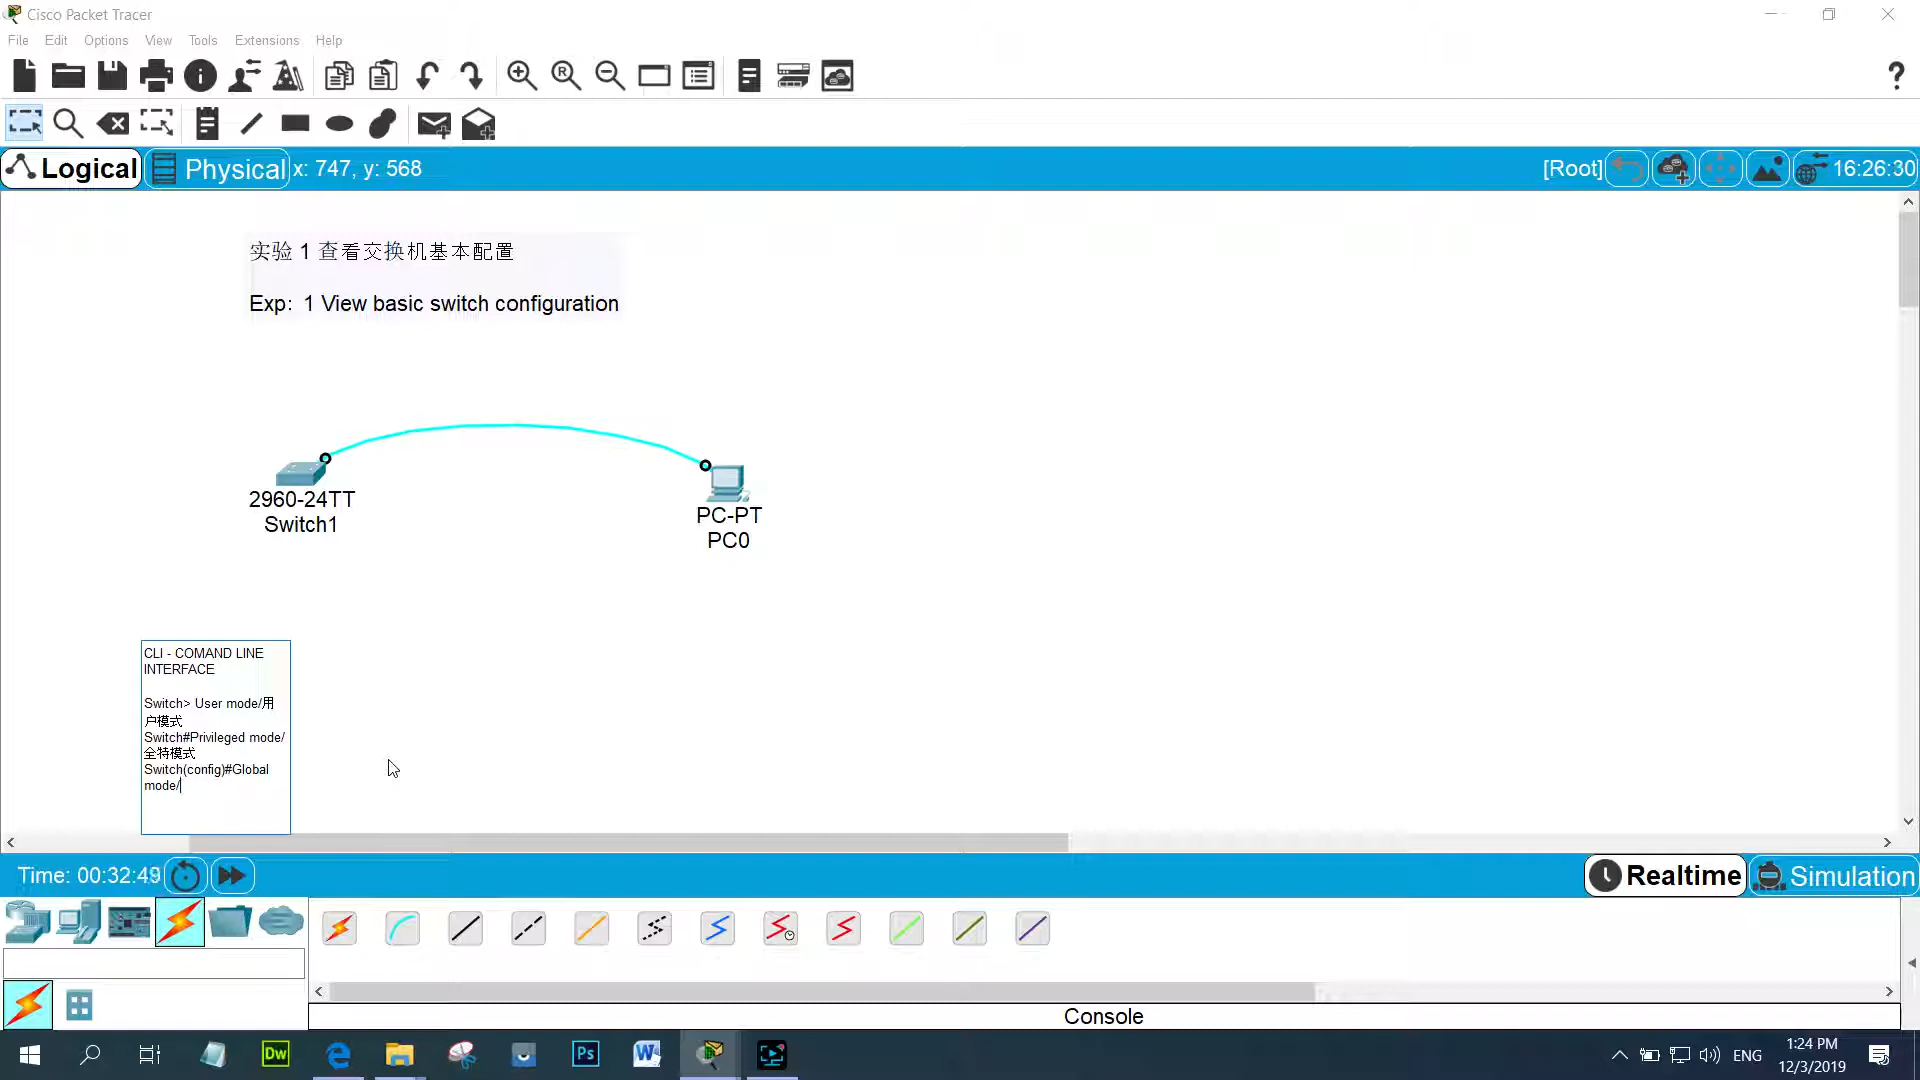 Cisco Packet Tracer
File Edit Options View Tools Extensions Help
Logical Physical x: 747, y: 568 [Root] 16:26:30
实验 1 查看交换机基本配置
Exp: 1 View basic switch configuration
2960-24TT
Switch1
PC-PT
PC0
CLI - COMAND LINE
INTERFACE
Switch> User mode/用
户模式
Switch#Privileged mode/
全特模式
Switch(config)#Global
mode/
Time: 00:32:49 Realtime Simulation
Console
Dw Ps W
ENG
1:24 PM
12/3/2019